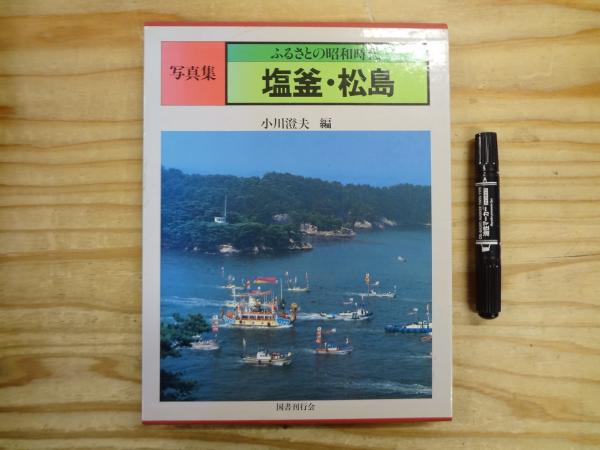 写真集
ふるさとの昭和時代
塩釜・松島
小川澄夫 編
国書刊行会